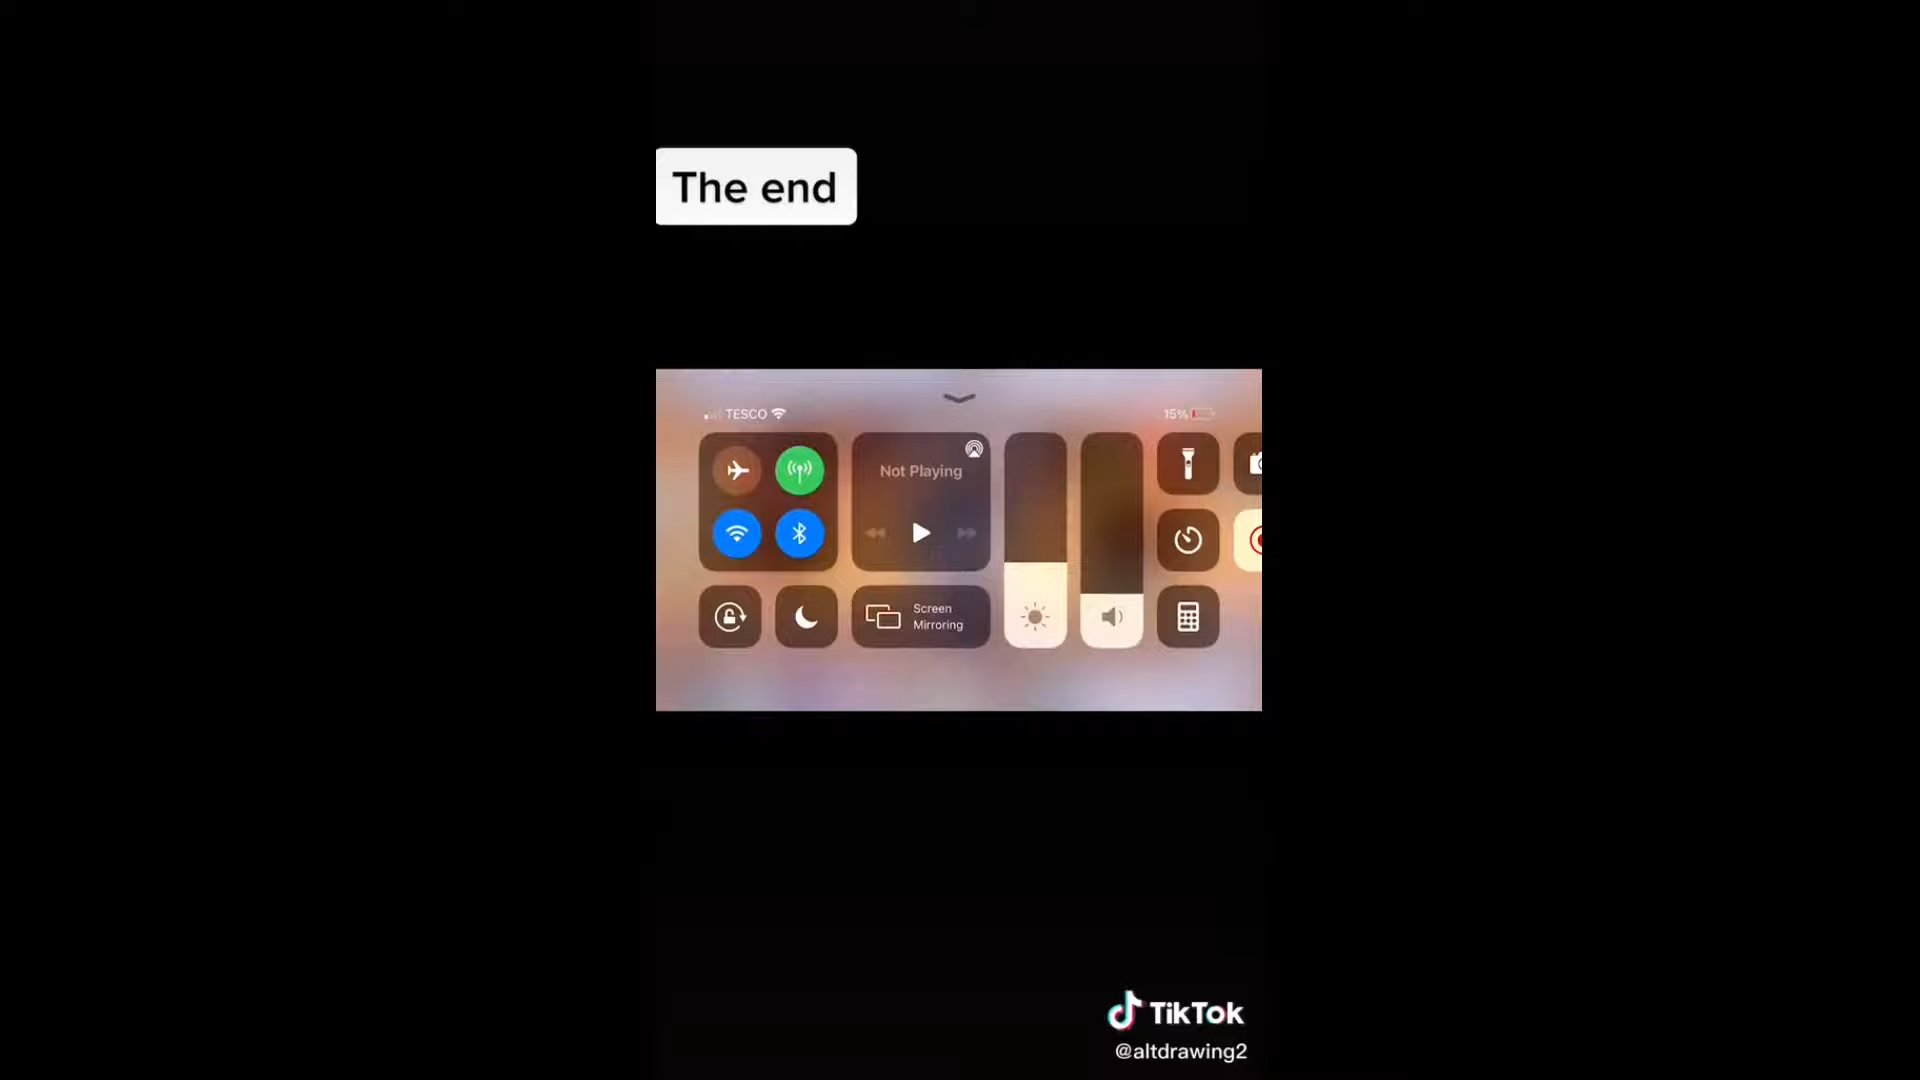 The end
TESCO
15%
Not Playing
Screen
Mirroring
TikTok
@altdrawing2